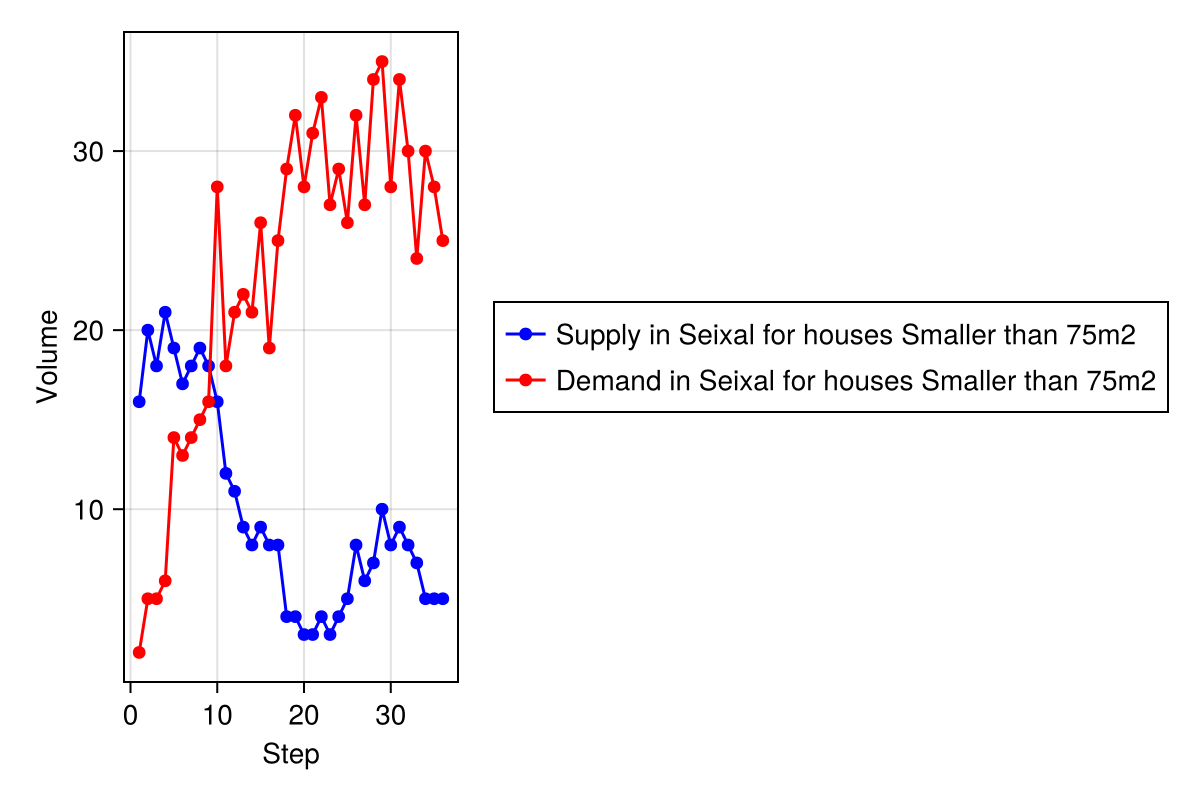 Volume
30
20
10
0 10 20 30
Step
Supply in Seixal for houses Smaller than 75m2
Demand in Seixal for houses Smaller than 75m2